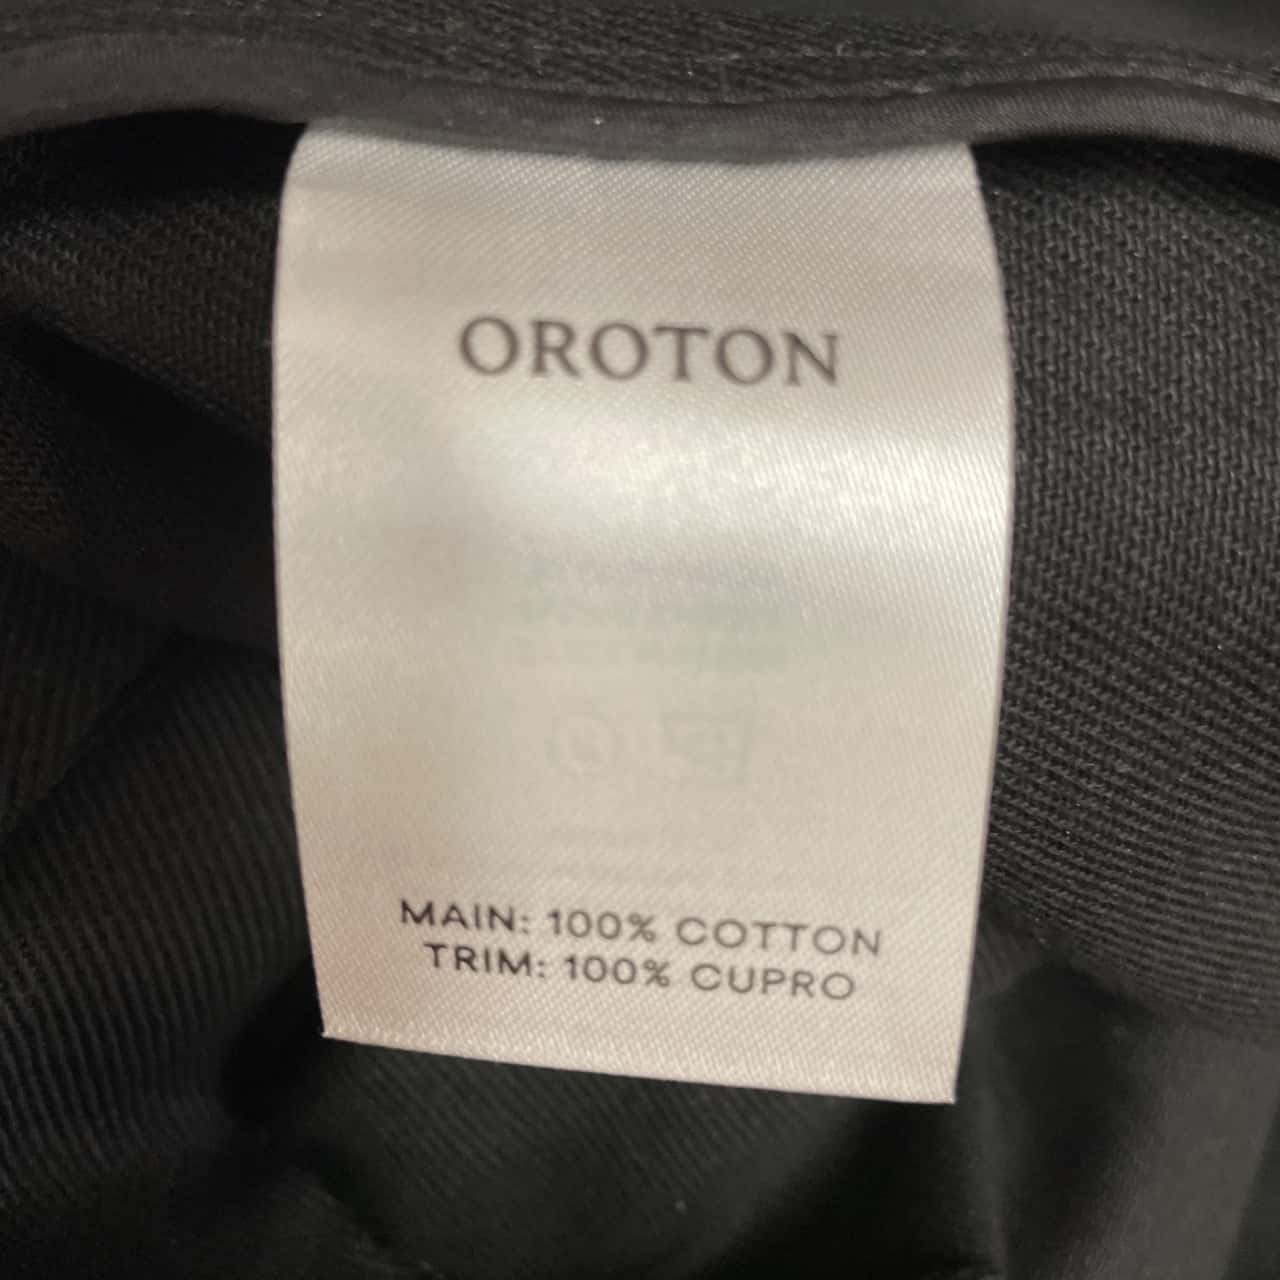 OROTON
MAIN: 100% COTTON
TRIM: 100% CUPRO